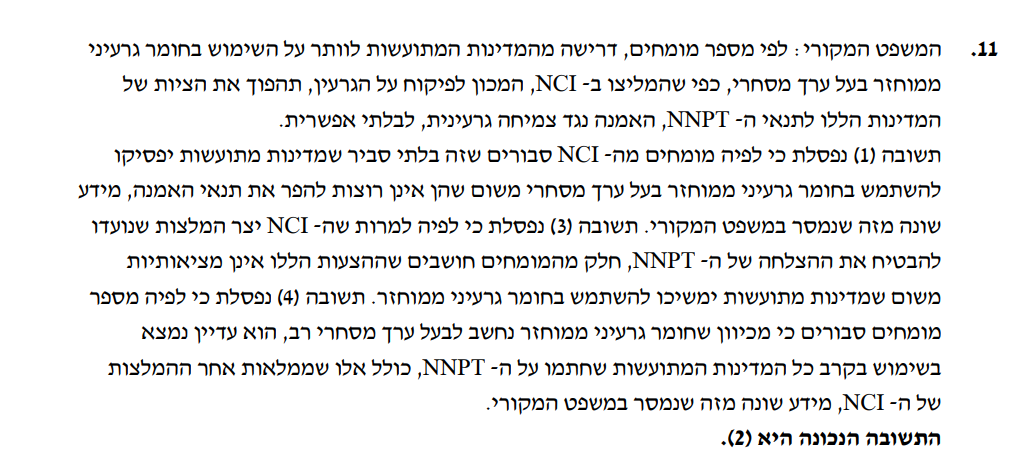 11. המשפט המקורי: לפי מספר מומחים, דרישה מהמדינות המתועשות לוותר על השימוש בחומר גרעיני
ממוחזר בעל ערך מסחרי, כפי שהמליצו ב- NCI, המכון לפיקוח על הגרעין, תהפוך את הציות של
המדינות הללו לתנאי ה- NNPT, האמנה נגד צמיחה גרעינית, לבלתי אפשרית.
תשובה (1) נפסלת כי לפיה מומחים מה- NCI סבורים שזה בלתי סביר שמדינות מתועשות יפסיקו
להשתמש בחומר גרעיני ממוחזר בעל ערך מסחרי משום שהן אינן רוצות להפר את תנאי האמנה, מידע
שונה מזה שנמסר במשפט המקורי. תשובה (3) נפסלת כי לפיה למרות שה- NCI יצר המלצות שנועדו
להבטיח את ההצלחה של ה- NNPT, חלק מהמומחים חושבים שההצעות הללו אינן מציאותיות
משום שמדינות מתועשות ימשיכו להשתמש בחומר גרעיני ממוחזר. תשובה (4) נפסלת כי לפיה מספר
מומחים סבורים כי מכיוון שחומר גרעיני ממוחזר נחשב לבעל ערך מסחרי רב, הוא עדיין נמצא
בשימוש בקרב כל המדינות המתועשות שחתמו על ה- NNPT, כולל אלו שממלאות אחר ההמלצות
של ה- NCI, מידע שונה מזה שנמסר במשפט המקורי.
התשובה הנכונה היא (2).